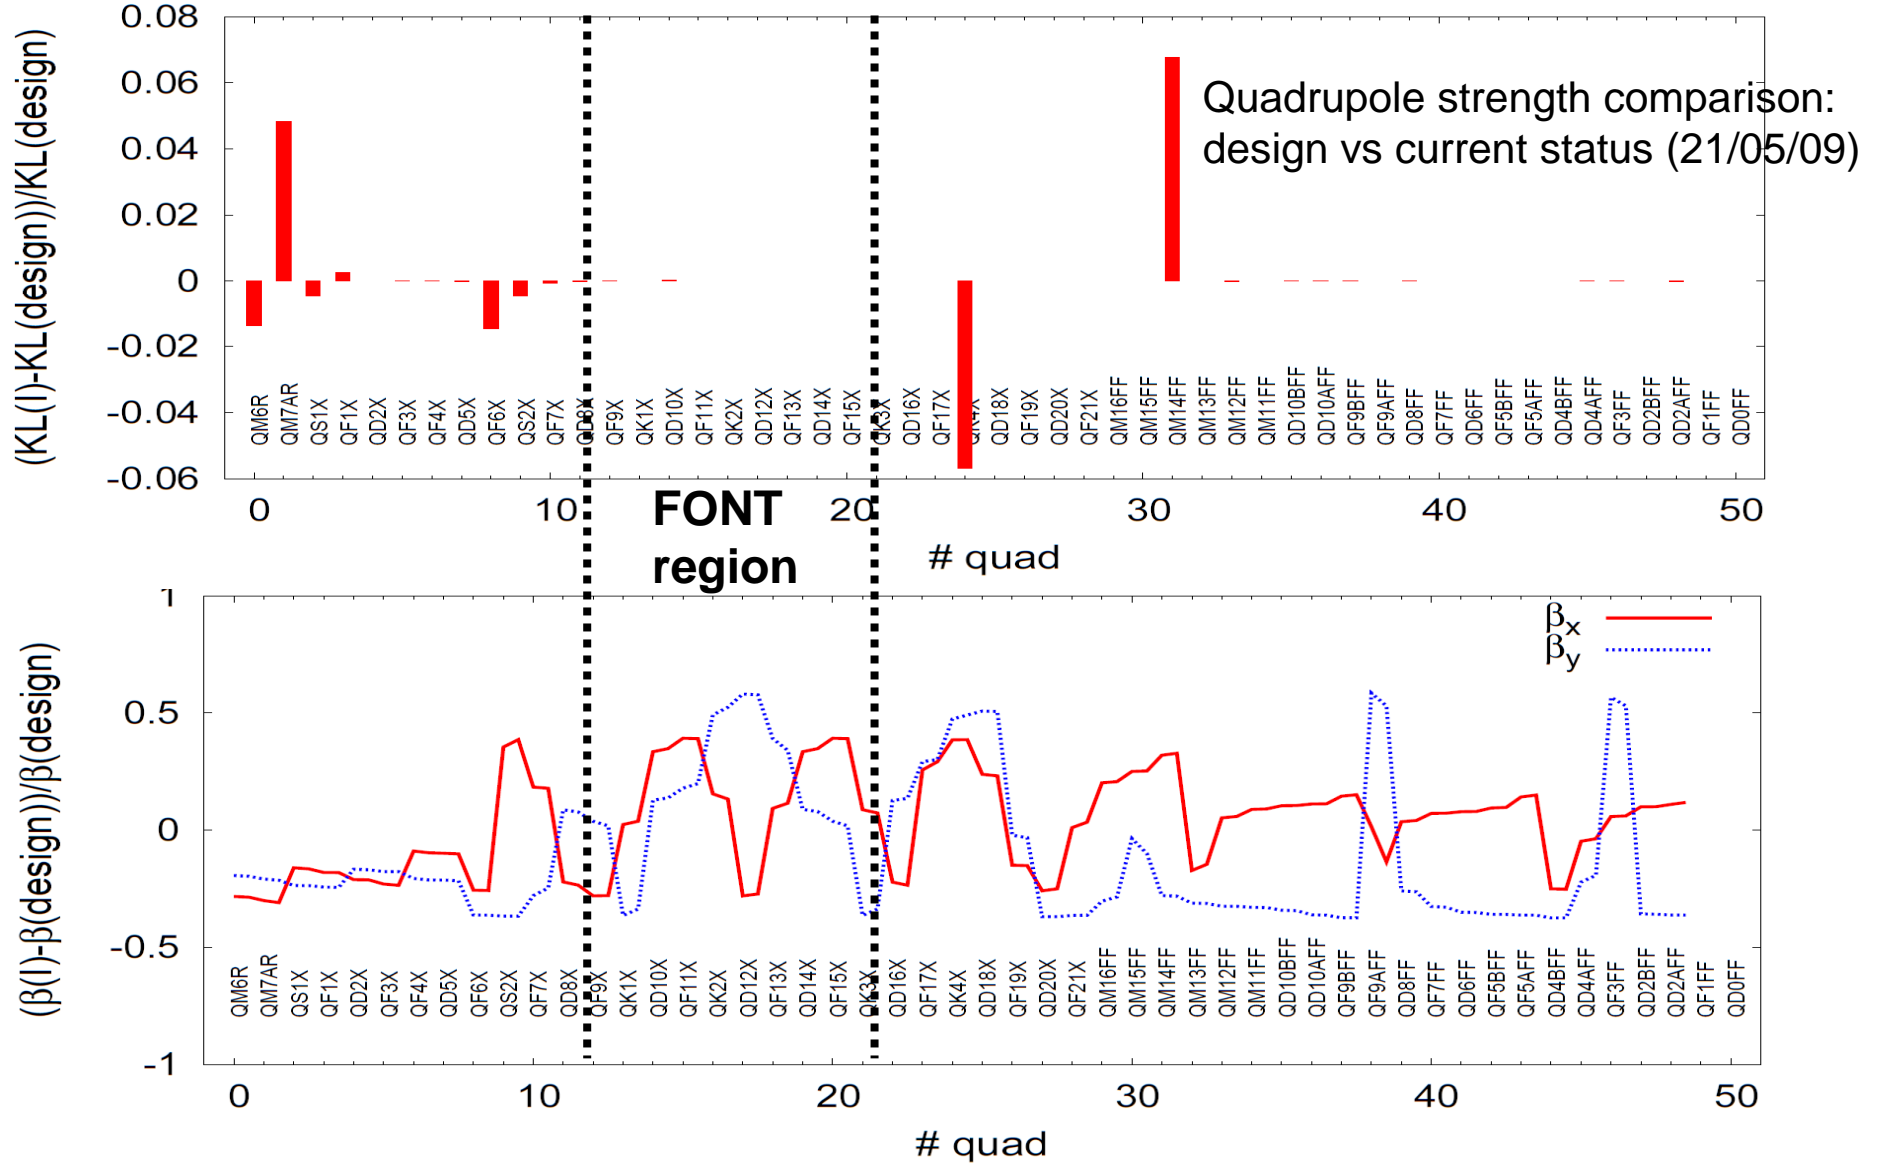 (KL(I)-KL(design))/KL(design)
0.08
0.06
0.04
0.02
0
-0.02
-0.04
-0.06
Quadrupole strength comparison:
design vs current status (21/05/09)
QM6R
QM7AR
QS1X
QF1X
QD2X
QF3X
QF4X
QD5X
QF6X
QS2X
QF7X
QD8X
QF9X
QK1X
QD10X
QF11X
QK2X
QD12X
QF13X
QD14X
QF15X
QK3X
QD16X
QF17X
QK4X
QD18X
QF19X
QD20X
QF21X
QM16FF
QM15FF
QM14FF
QM13FF
QM12FF
QM11FF
QD10BFF
QD10AFF
QF9BFF
QF9AFF
QD8FF
QF7FF
QD6FF
QF5BFF
QF5AFF
QD4BFF
QD4AFF
QF3FF
QD2BFF
QD2AFF
QF1FF
QD0FF
0 10 20 30 40 50
# quad
FONT
region
(β(I)-β(design))/β(design)
1
0.5
0
-0.5
-1
βx
βy
QM6R
QM7AR
QS1X
QF1X
QD2X
QF3X
QF4X
QD5X
QF6X
QS2X
QF7X
QD8X
QF9X
QK1X
QD10X
QF11X
QK2X
QD12X
QF13X
QD14X
QF15X
QK3X
QD16X
QF17X
QK4X
QD18X
QF19X
QD20X
QF21X
QM16FF
QM15FF
QM14FF
QM13FF
QM12FF
QM11FF
QD10BFF
QD10AFF
QF9BFF
QF9AFF
QD8FF
QF7FF
QD6FF
QF5BFF
QF5AFF
QD4BFF
QD4AFF
QF3FF
QD2BFF
QD2AFF
QF1FF
QD0FF
0 10 20 30 40 50
# quad